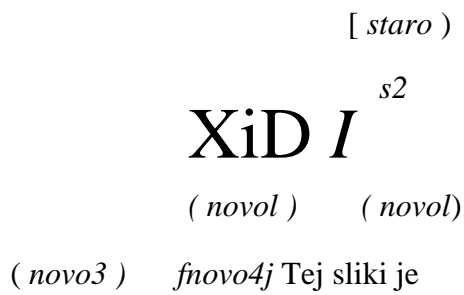 [ staro )
s2
XiD I
( novol ) ( novol)
( novo3 ) fnovo4j Tej sliki je